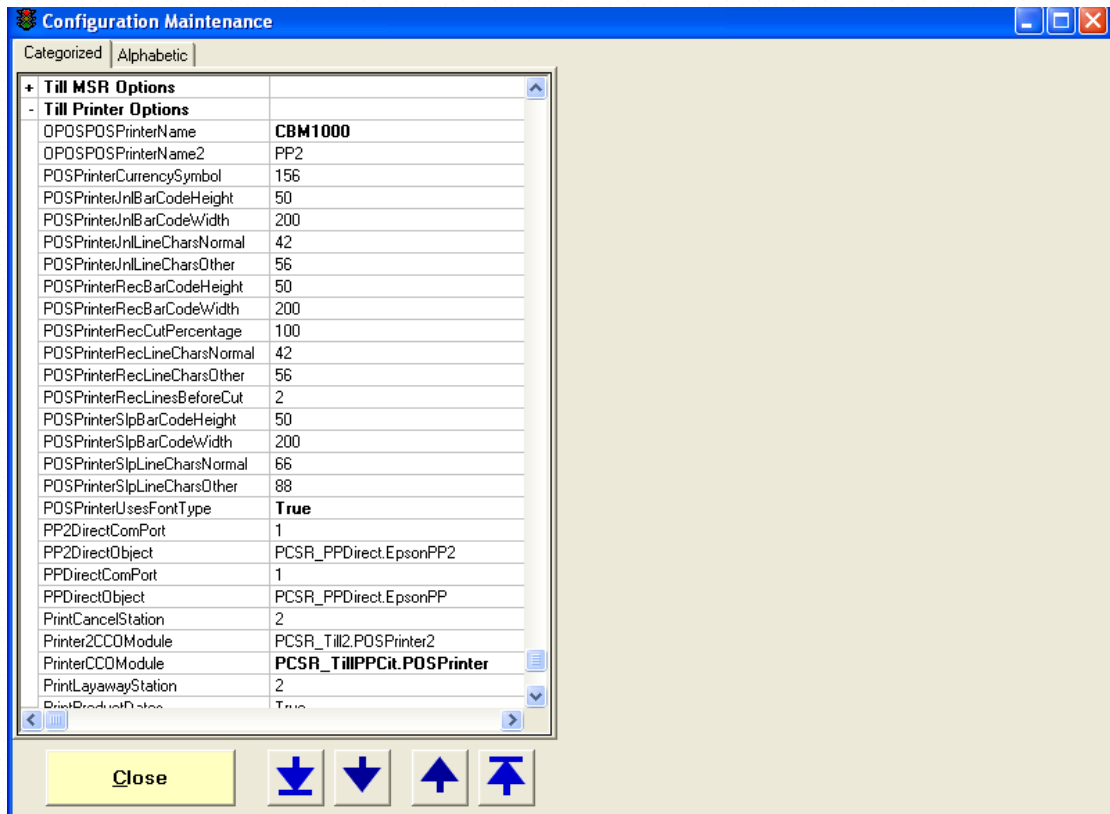 Configuration Maintenance
Categorized Alphabetic
+ Till MSR Options
- Till Printer Options
OPOSPOSPrinterName CBM1000
OPOSPOSPrinterName2 PP2
POSPrinterCurrencySymbol 156
POSPrinterJnlBarCodeHeight 50
POSPrinterJnlBarCodeWidth 200
POSPrinterJnlLineCharsNormal 42
POSPrinterJnlLineCharsOther 56
POSPrinterRecBarCodeHeight 50
POSPrinterRecBarCodeWidth 200
POSPrinterRecCutPercentage 100
POSPrinterRecLineCharsNormal 42
POSPrinterRecLineCharsOther 56
POSPrinterRecLinesBeforeCut 2
POSPrinterSlpBarCodeHeight 50
POSPrinterSlpBarCodeWidth 200
POSPrinterSlpLineCharsNormal 66
POSPrinterSlpLineCharsOther 88
POSPrinterUsesFontType True
PP2DirectComPort 1
PP2DirectObject PCSR_PPDirect.EpsonPP2
PPDirectComPort 1
PPDirectObject PCSR_PPDirect.EpsonPP
PrintCancelStation 2
Printer2CCOModule PCSR_Till2.POSPrinter2
PrinterCCOModule PCSR_TillPPCit.POSPrinter
PrintLayawayStation 2
PrintProductDates True
Close